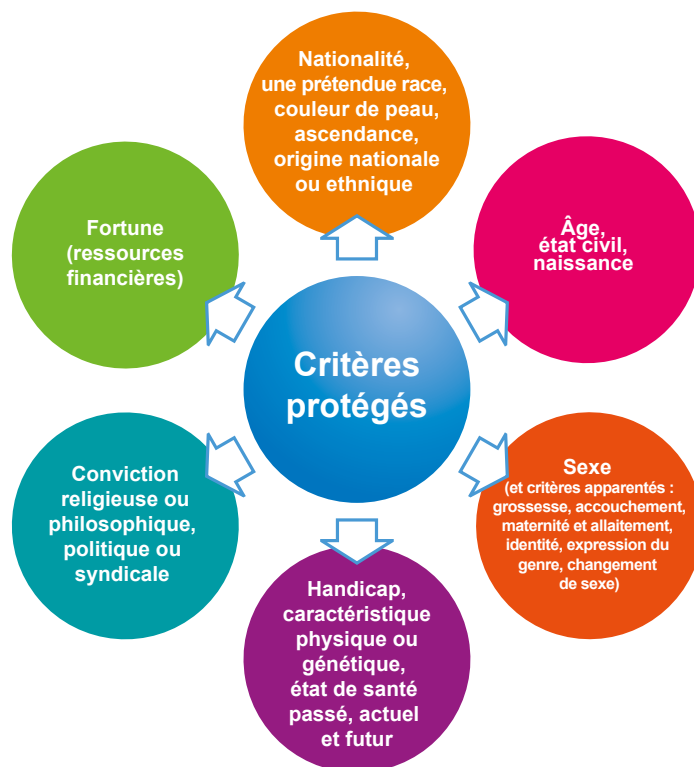 Nationalité,
une prétendue race,
couleur de peau,
ascendance,
origine nationale
ou ethnique
Fortune
(ressources
financières)
Âge,
état civil,
naissance
Critères
protégés
Conviction
religieuse ou
philosophique,
politique ou
syndicale
Sexe
(et critères apparentés :
grossesse, accouchement,
maternité et allaitement,
identité, expression du
genre, changement
de sexe)
Handicap,
caractéristique
physique ou
génétique,
état de santé
passé, actuel
et futur